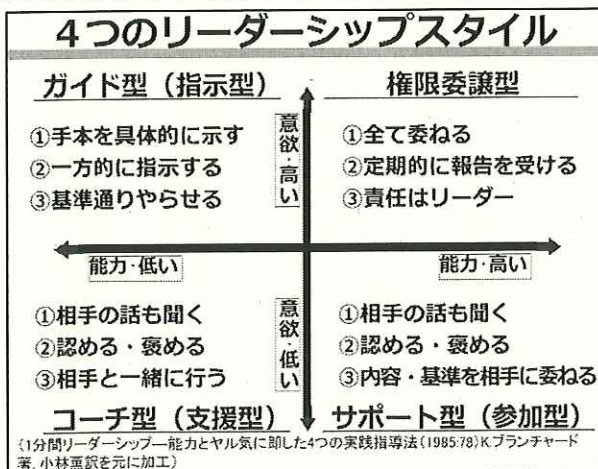 4つのリーダーシップスタイル
ガイド型（指示型）
①手本を具体的に示す
②一方的に指示する
③基準通りやらせる
意欲・高い
権限委譲型
①全て委ねる
②定期的に報告を受ける
③責任はリーダー
能力・低い
能力・高い
①相手の話も聞く
②認める・褒める
③相手と一緒に行う
コーチ型（支援型）
意欲・低い
①相手の話も聞く
②認める・褒める
③内容・基準を相手に委ねる
サポート型（参加型）
（1分間リーダーシップ―能力とヤル気に即した4つの実践指導法（1985:78）K.ブランチャード
著、小林薫訳を元に加工）